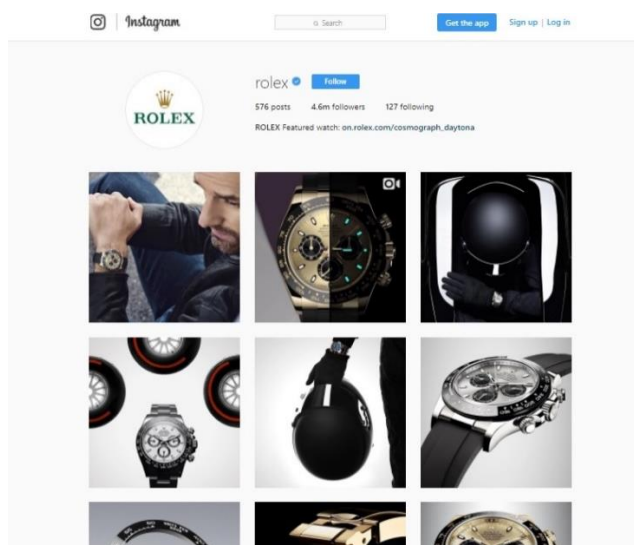 Instagram
Search
Get the app
Sign up | Log in
rolex
Follow
576 posts 4.6m followers 127 following
ROLEX Featured watch: on.rolex.com/cosmograph_daytona
ROLEX